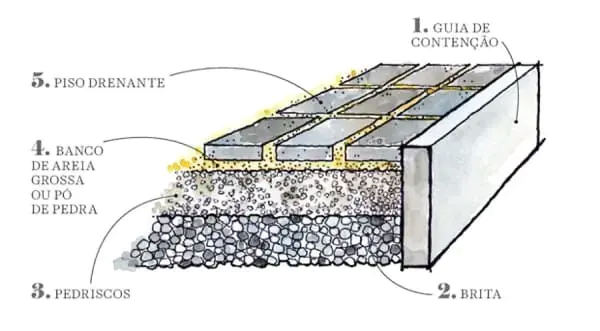 1. GUIA DE
CONTENÇÃO
5. PISO DRENANTE
4. BANCO
DE AREIA
GROSSA
OU PÓ
DE PEDRA
3. PEDRISCOS
2. BRITA